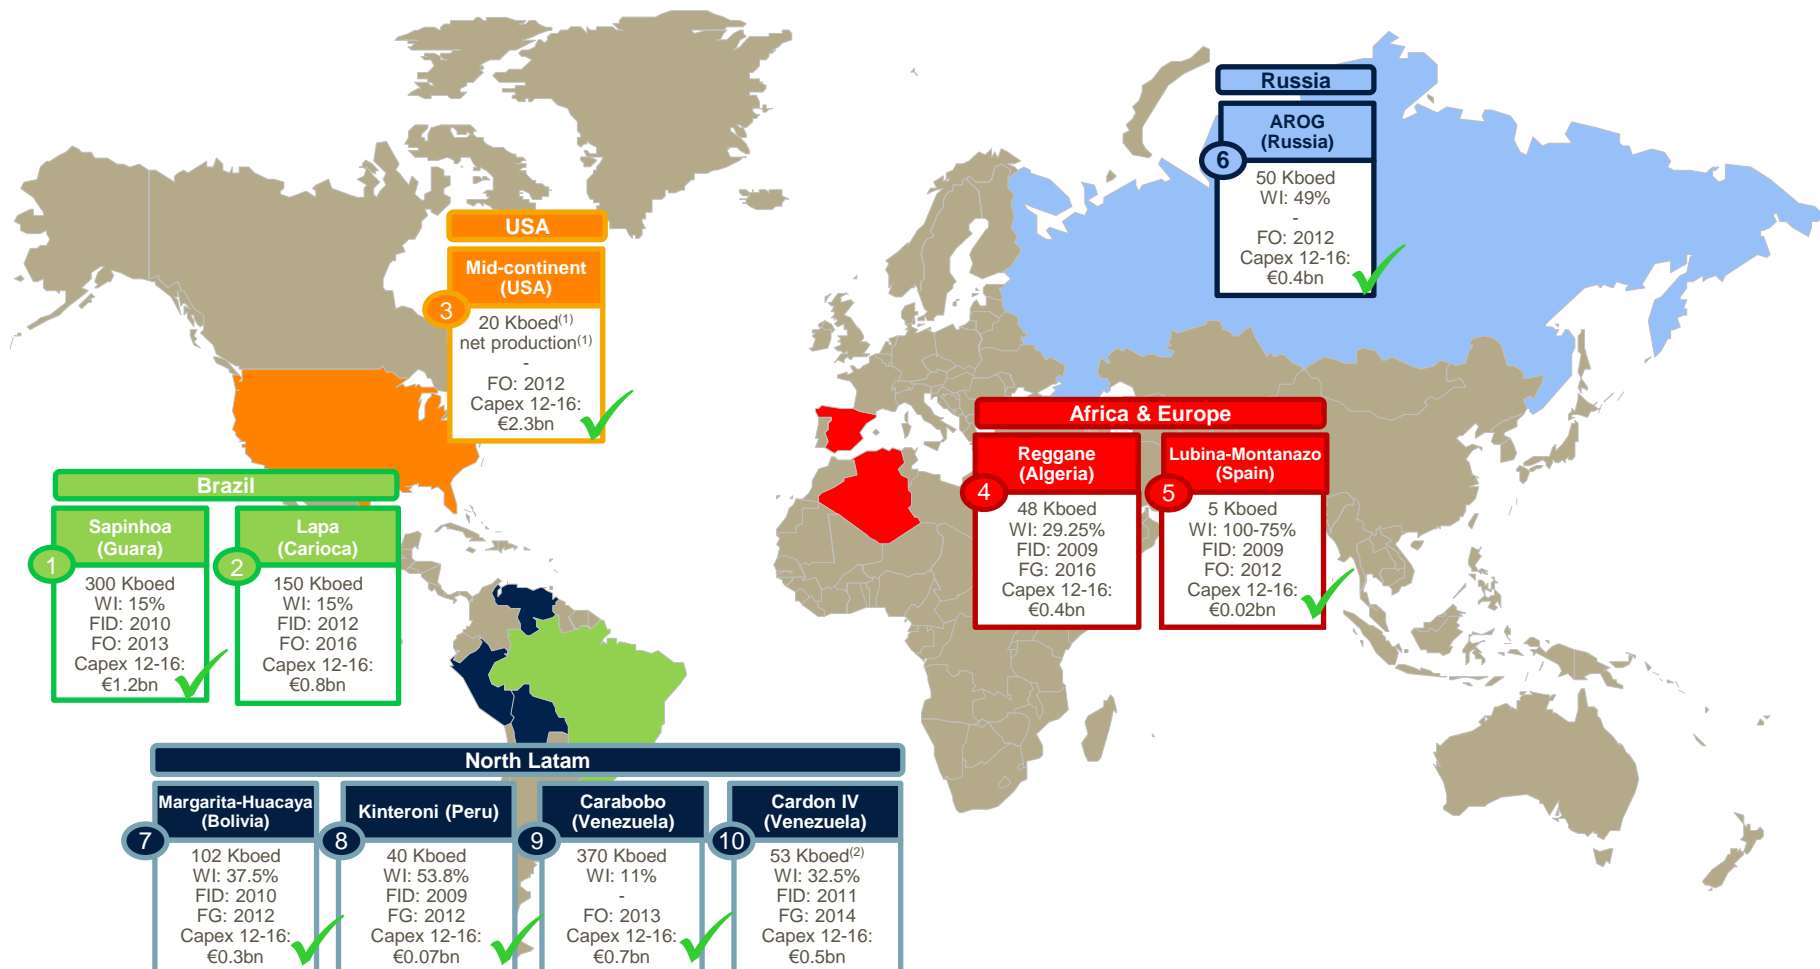 Russia
AROG
(Russia)
6
50 Kboed
WI: 49%
-
FO: 2012
Capex 12-16:
€0.4bn
USA
Mid-continent
(USA)
3
20 Kboed(1)
net production(1)
-
FO: 2012
Capex 12-16:
€2.3bn
Africa & Europe
Reggane
(Algeria)
4
48 Kboed
WI: 29.25%
FID: 2009
FG: 2016
Capex 12-16:
€0.4bn
Lubina-Montanazo
(Spain)
5
5 Kboed
WI: 100-75%
FID: 2009
FO: 2012
Capex 12-16:
€0.02bn
Brazil
Sapinhoa
(Guara)
1
300 Kboed
WI: 15%
FID: 2010
FO: 2013
Capex 12-16:
€1.2bn
Lapa
(Carioca)
2
150 Kboed
WI: 15%
FID: 2012
FO: 2016
Capex 12-16:
€0.8bn
North Latam
Margarita-Huacaya
(Bolivia)
7
102 Kboed
WI: 37.5%
FID: 2010
FG: 2012
Capex 12-16:
€0.3bn
Kinteroni (Peru)
8
40 Kboed
WI: 53.8%
FID: 2009
FG: 2012
Capex 12-16:
€0.07bn
Carabobo
(Venezuela)
9
370 Kboed
WI: 11%
-
FO: 2013
Capex 12-16:
€0.7bn
Cardon IV
(Venezuela)
10
53 Kboed(2)
WI: 32.5%
FID: 2011
FG: 2014
Capex 12-16:
€0.5bn